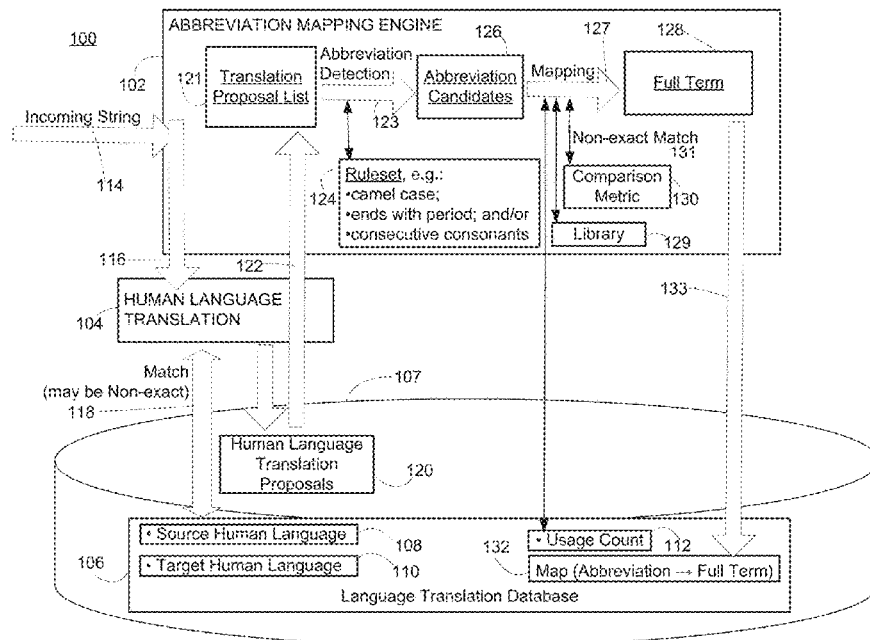 100
ABBREVIATION MAPPING ENGINE
102
121
Translation
Proposal List
Abbreviation
Detection
123
126
Abbreviation
Candidates
127
Mapping
128
Full Term
Incoming String
114
124
Ruleset, e.g.:
•camel case;
•ends with period; and/or
•consecutive consonants
Non-exact Match
131
Comparison
Metric
130
Library
129
116
122
133
104
HUMAN LANGUAGE
TRANSLATION
Match
(may be Non-exact)
118
107
Human Language
Translation
Proposals
120
106
• Source Human Language
108
• Target Human Language
110
• Usage Count
112
132
Map (Abbreviation → Full Term)
Language Translation Database